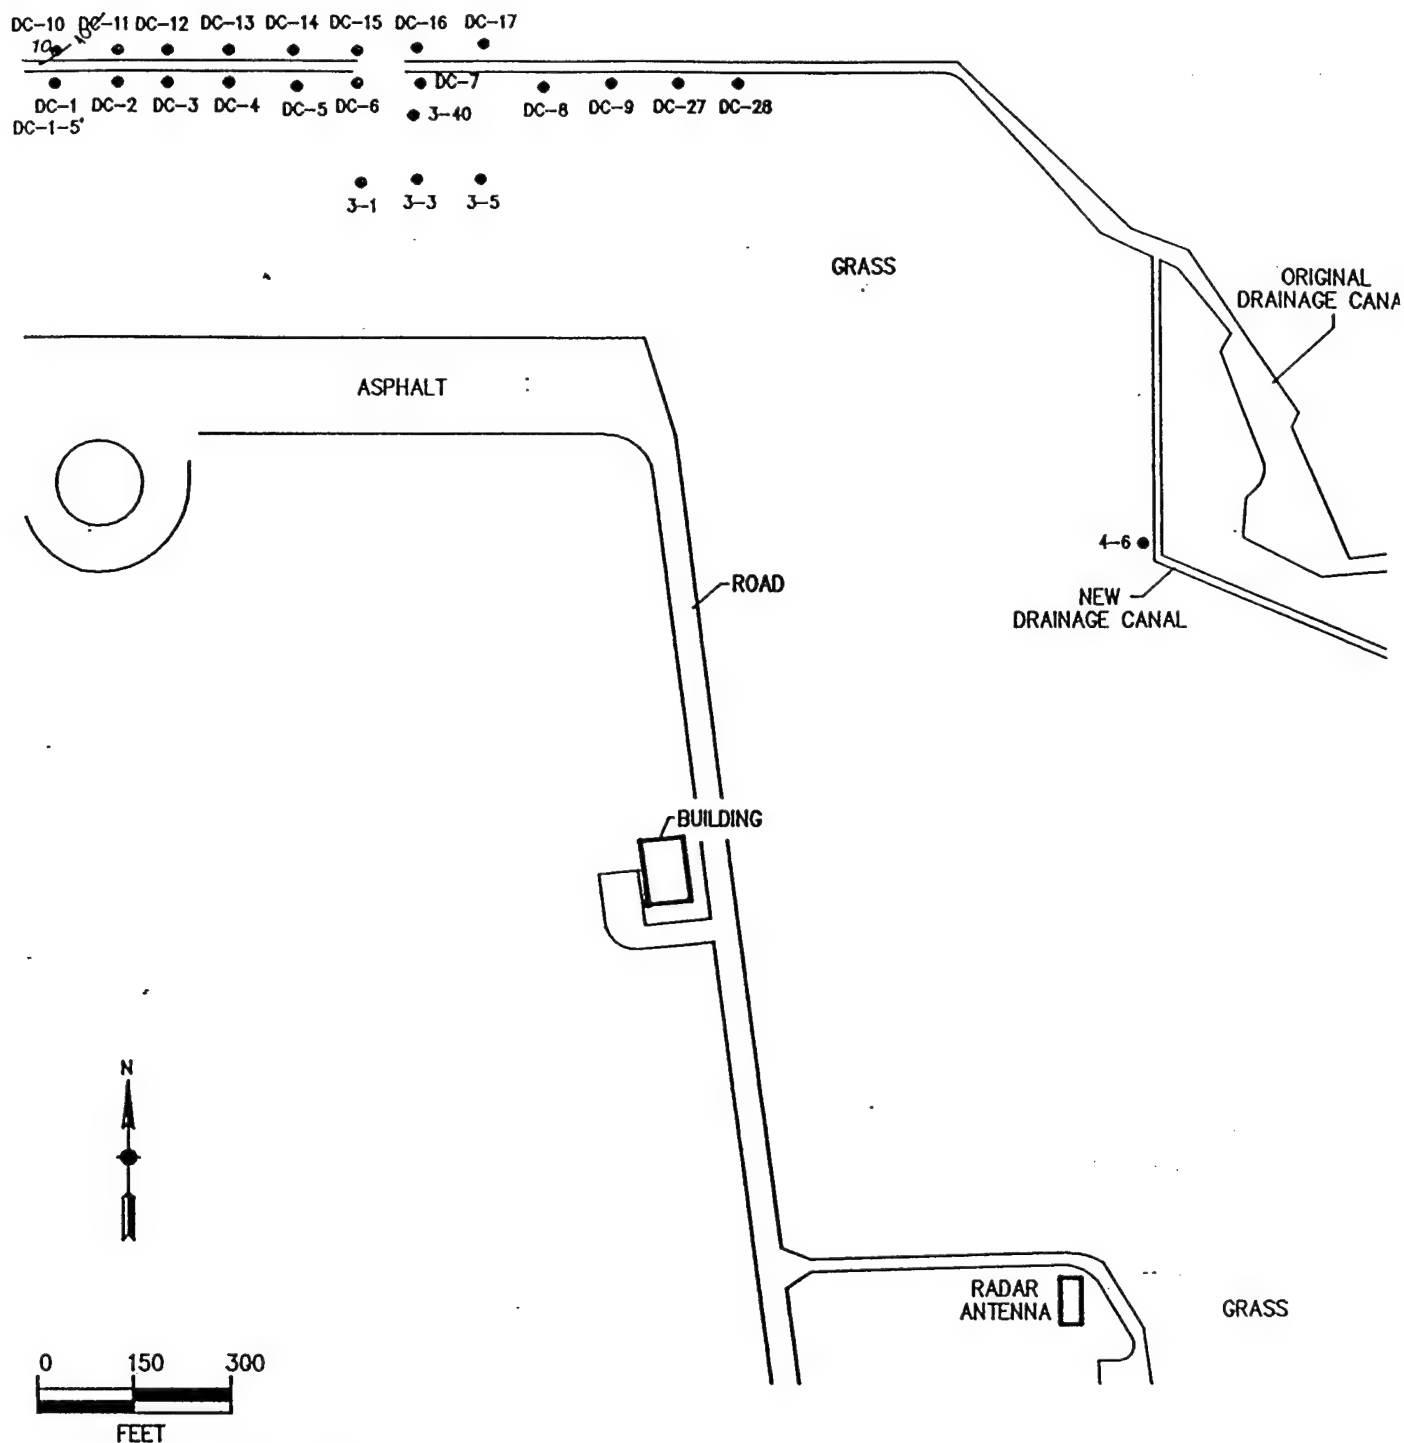 DC-10 DC-11 DC-12 DC-13 DC-14 DC-15 DC-16 DC-17
10
DC-1 DC-2 DC-3 DC-4 DC-5 DC-6 DC-7 DC-8 DC-9 DC-27 DC-28
DC-1-5'
3-40
3-1 3-3 3-5
GRASS
ORIGINAL
DRAINAGE CANA
ASPHALT
4-6
ROAD
NEW
DRAINAGE CANAL
BUILDING
N
RADAR
ANTENNA
GRASS
0 150 300
FEET